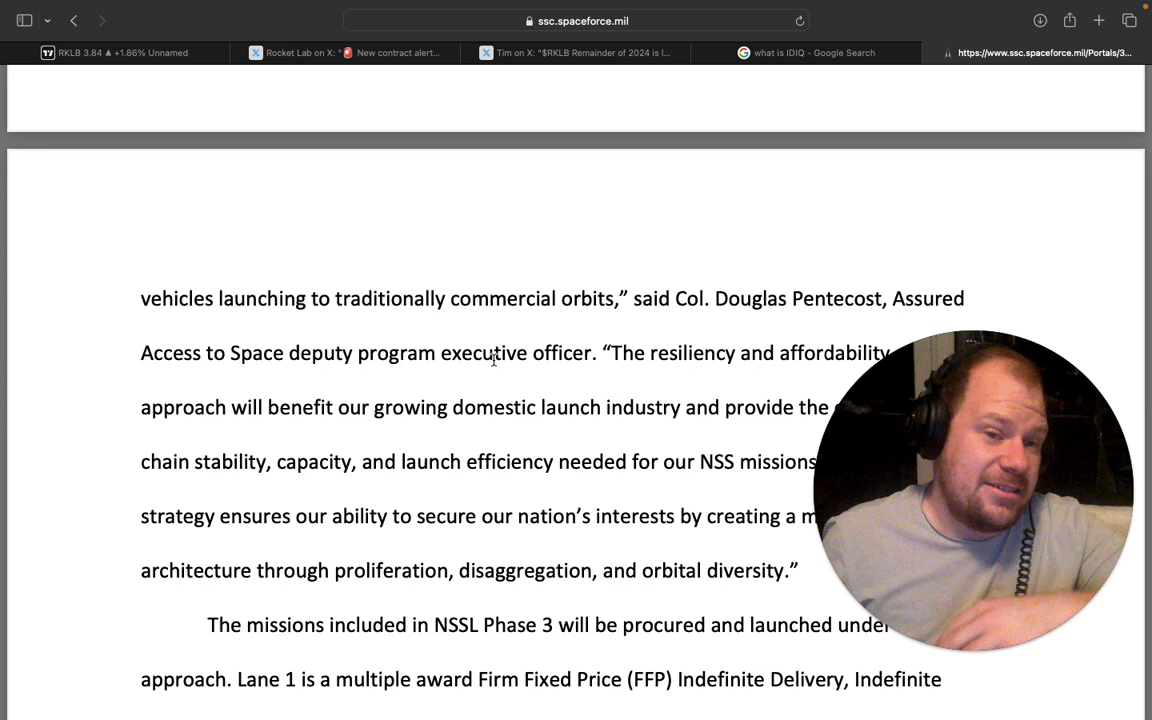 ssc.spaceforce.mil
RKLB 3.84 ▲ +1.86% Unnamed
Rocket Lab on X: "🚨 New contract alert...
Tim on X: "$RKLB Remainder of 2024 is l...
what is IDIQ - Google Search
https://www.ssc.spaceforce.mil/Portals/3...
vehicles launching to traditionally commercial orbits,” said Col. Douglas Pentecost, Assured
Access to Space deputy program executive officer. “The resiliency and affordability
approach will benefit our growing domestic launch industry and provide the
chain stability, capacity, and launch efficiency needed for our NSS missions
strategy ensures our ability to secure our nation’s interests by creating a
architecture through proliferation, disaggregation, and orbital diversity.”
The missions included in NSSL Phase 3 will be procured and launched under
approach. Lane 1 is a multiple award Firm Fixed Price (FFP) Indefinite Delivery, Indefinite